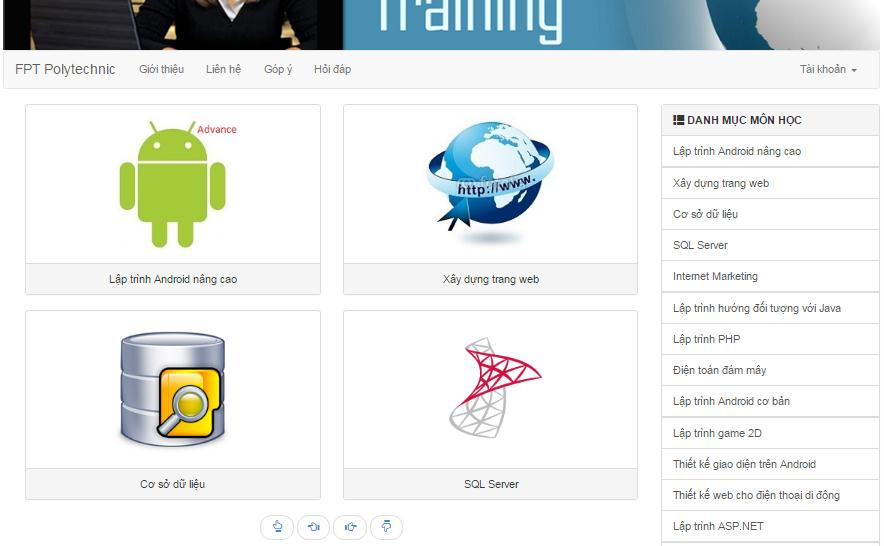 Training
FPT Polytechnic
Giới thiệu
Liên hệ
Góp ý
Hỏi đáp
Tài khoản
Advance
http://www.
Lập trình Android nâng cao
Xây dựng trang web
Cơ sở dữ liệu
SQL Server
DANH MỤC MÔN HỌC
Lập trình Android nâng cao
Xây dựng trang web
Cơ sở dữ liệu
SQL Server
Internet Marketing
Lập trình hướng đối tượng với Java
Lập trình PHP
Điện toán đám mây
Lập trình Android cơ bản
Lập trình game 2D
Thiết kế giao diện trên Android
Thiết kế web cho điện thoại di động
Lập trình ASP.NET